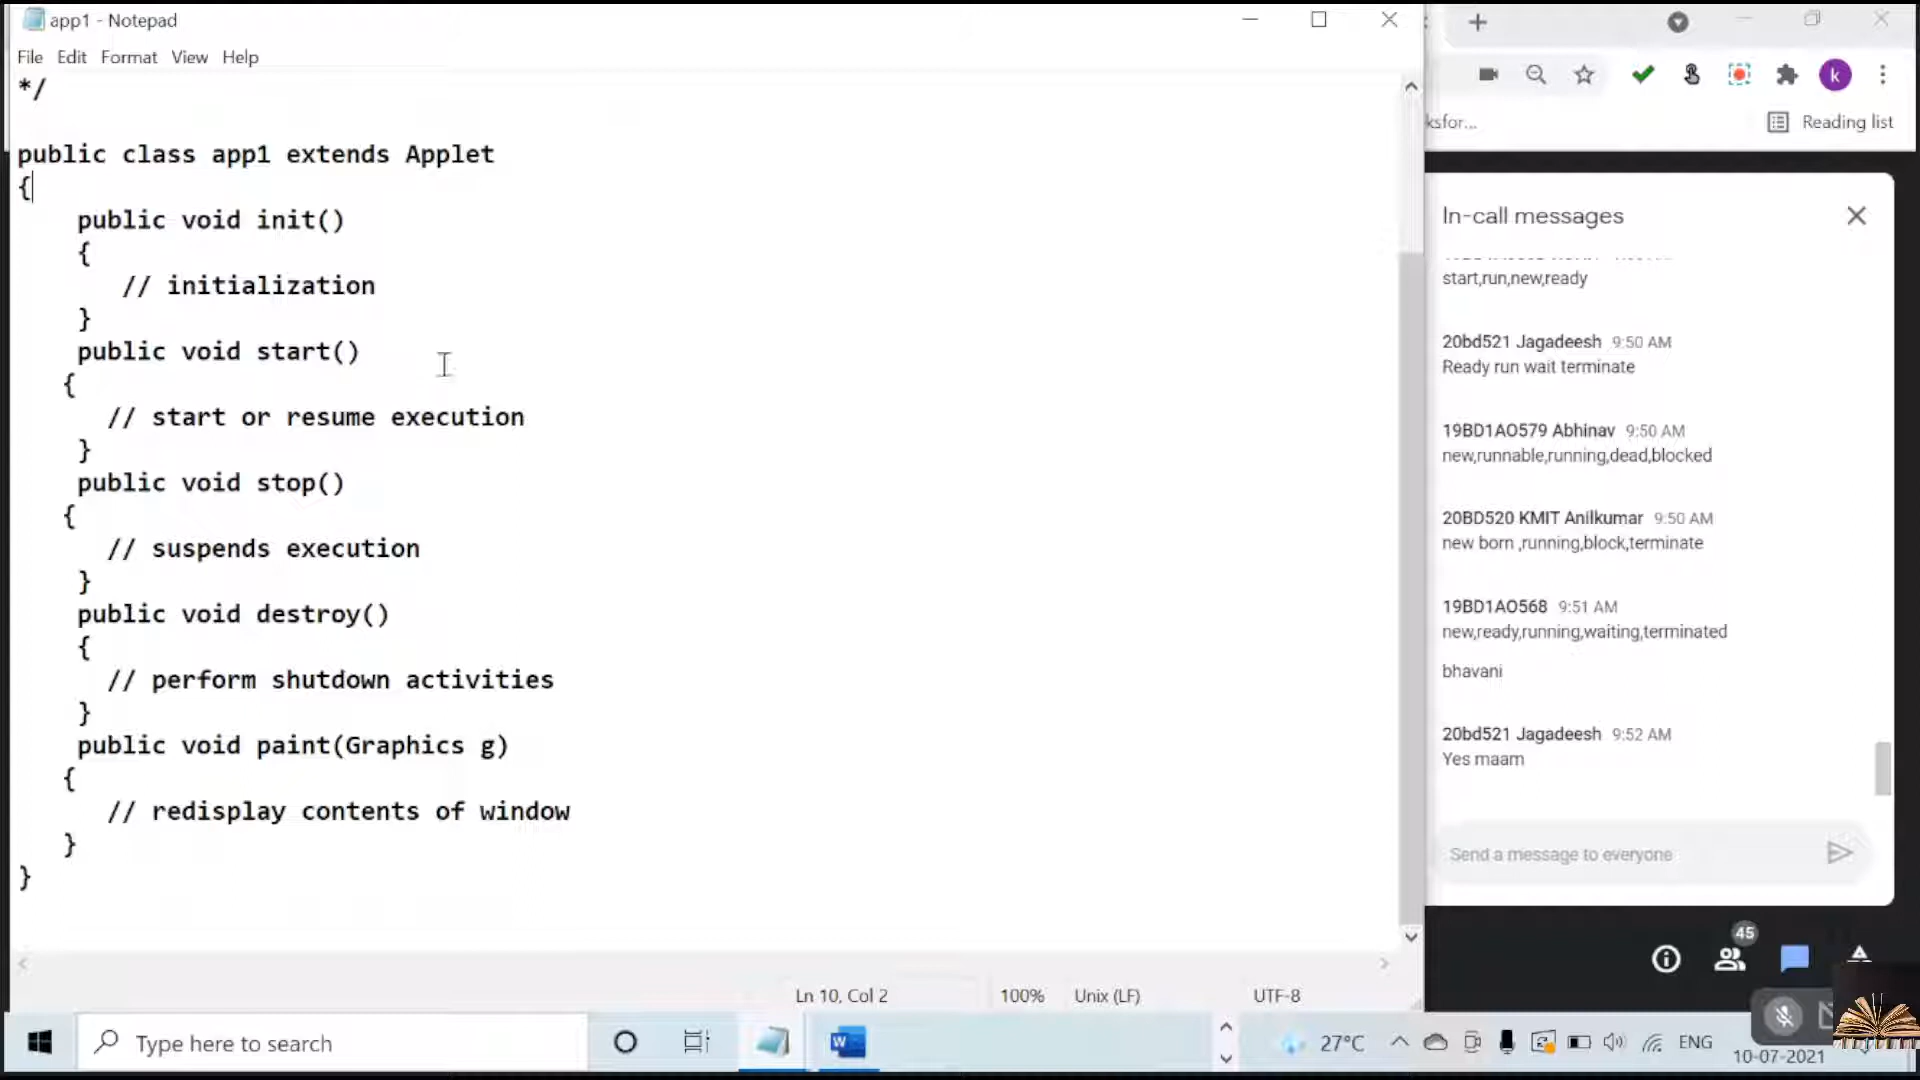 app1 - Notepad
File Edit Format View Help
*/
public class app1 extends Applet
{
public void init()
{
// initialization
}
public void start()
{
// start or resume execution
}
public void stop()
{
// suspends execution
}
public void destroy()
{
// perform shutdown activities
}
public void paint(Graphics g)
{
// redisplay contents of window
}
}
Ln 10, Col 2 100% Unix (LF) UTF-8
k
ksfor... Reading list
In-call messages
start,run,new,ready
20bd521 Jagadeesh 9:50 AM
Ready run wait terminate
19BD1AO579 Abhinav 9:50 AM
new,runnable,running,dead,blocked
20BD520 KMIT Anilkumar 9:50 AM
new born ,running,block,terminate
19BD1AO568 9:51 AM
new,ready,running,waiting,terminated
bhavani
20bd521 Jagadeesh 9:52 AM
Yes maam
Send a message to everyone
45
Type here to search
W
27°C ENG
10-07-2021